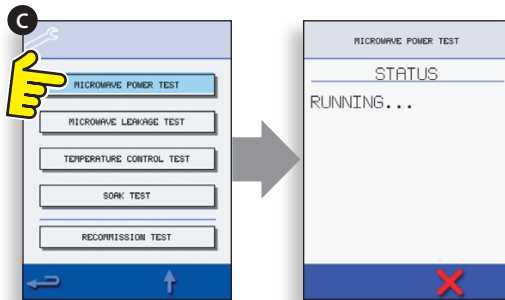 C
MICROWAVE POWER TEST
MICROWAVE LEAKAGE TEST
TEMPERATURE CONTROL TEST
SOAK TEST
RECOMMISSION TEST
MICROWAVE POWER TEST
STATUS
RUNNING...